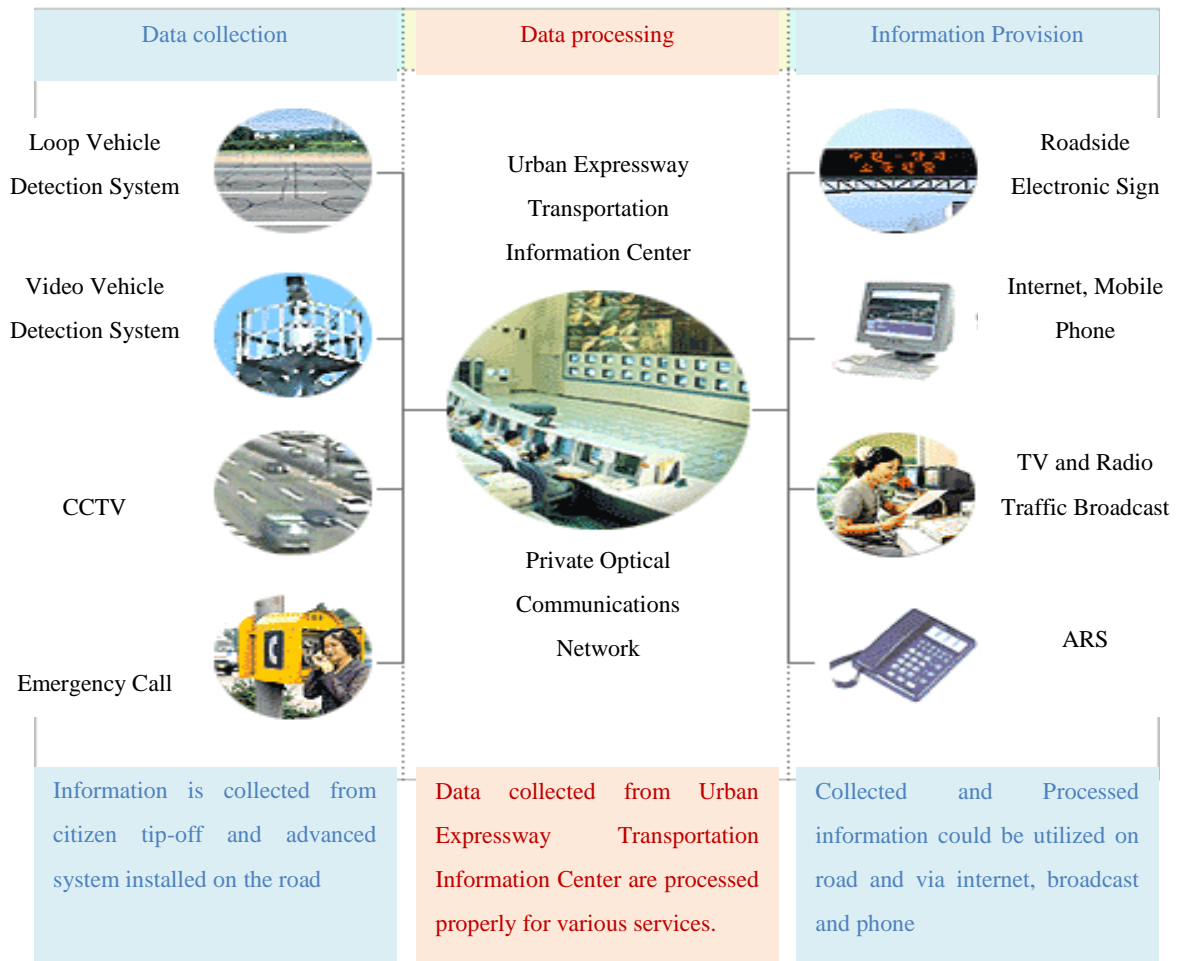 Data collection
Data processing
Information Provision
Loop Vehicle
Detection System
Video Vehicle
Detection System
CCTV
Emergency Call
Urban Expressway
Transportation
Information Center
Private Optical
Communications
Network
Roadside
Electronic Sign
Internet, Mobile
Phone
TV and Radio
Traffic Broadcast
ARS
Information is collected from
citizen tip-off and advanced
system installed on the road
Data collected from Urban
Expressway Transportation
Information Center are processed
properly for various services.
Collected and Processed
information could be utilized on
road and via internet, broadcast
and phone